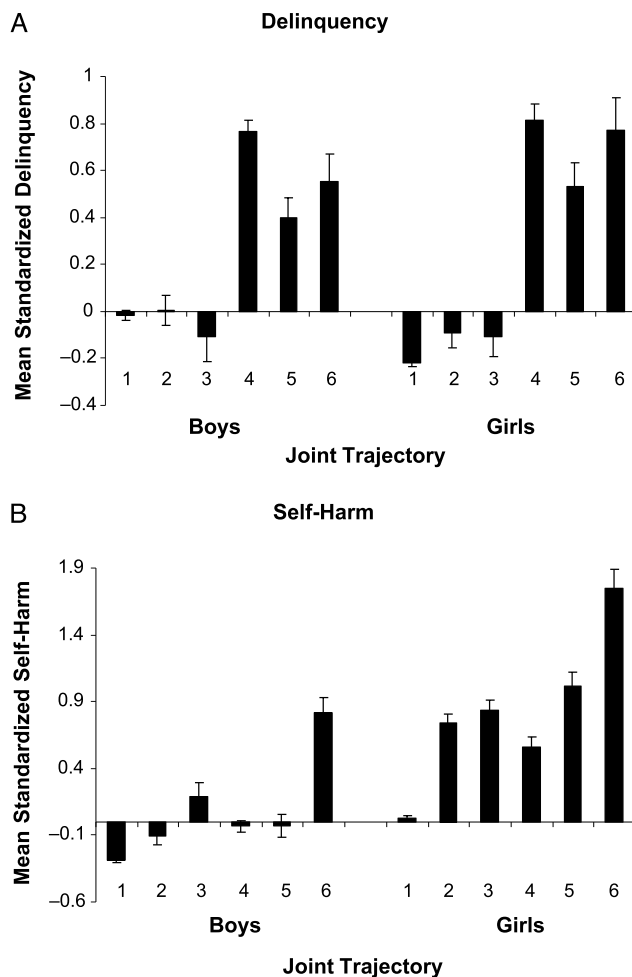 A
Delinquency
Mean Standardized Delinquency
1
0.8
0.6
0.4
0.2
0
–0.2
–0.4
1 2 3 4 5 6 1 2 3 4 5 6
Boys Girls
Joint Trajectory
B
Self-Harm
Mean Standardized Self-Harm
1.9
1.4
0.9
0.4
–0.1
–0.6
1 2 3 4 5 6 1 2 3 4 5 6
Boys Girls
Joint Trajectory